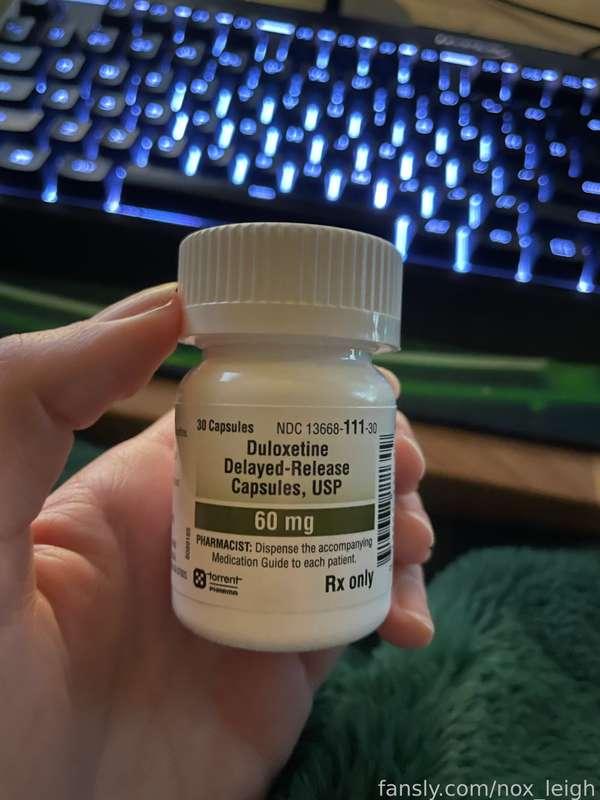 30 Capsules NDC 13668-111-30
Duloxetine
Delayed-Release
Capsules, USP
60 mg
PHARMACIST: Dispense the accompanying
Medication Guide to each patient.
torrent
PHARMA
Rx only
fansly.com/nox_leigh